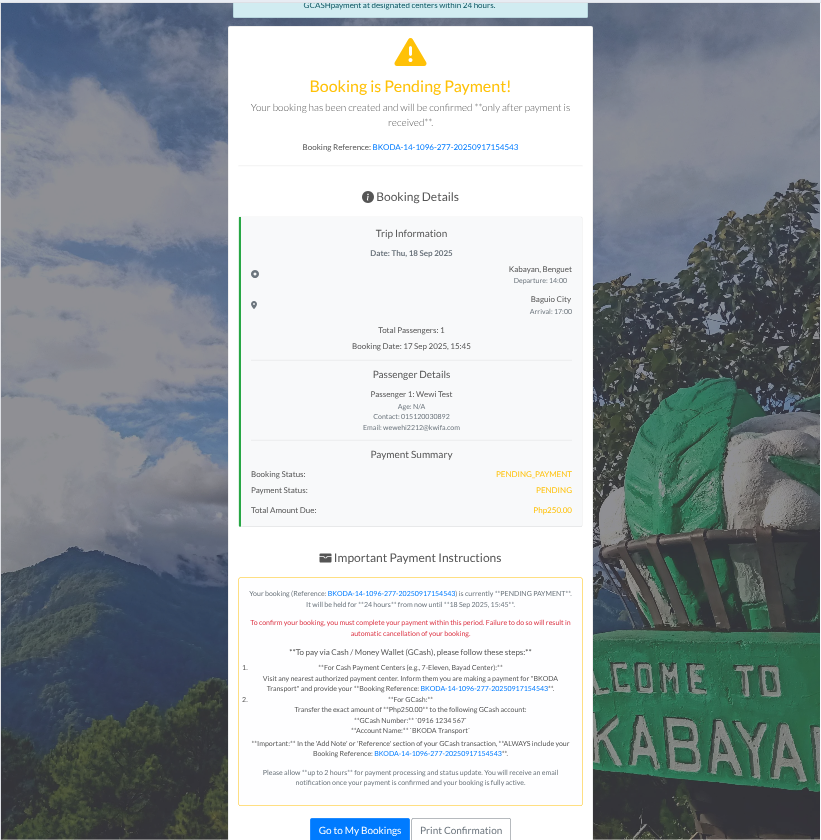 GCASHpayment at designated centers within 24 hours.
Booking is Pending Payment!
Your booking has been created and will be confirmed **only after payment is
received**.
Booking Reference: BKODA-14-1096-277-20250917154543
Booking Details
Trip Information
Date: Thu, 18 Sep 2025
Kabayan, Benguet
Departure: 14:00
Baguio City
Arrival: 17:00
Total Passengers: 1
Booking Date: 17 Sep 2025, 15:45
Passenger Details
Passenger 1: Wewi Test
Age: N/A
Contact: 015120030892
Email: wewehi2212@kwifa.com
Payment Summary
Booking Status: PENDING_PAYMENT
Payment Status: PENDING
Total Amount Due: Php250.00
Important Payment Instructions
Your booking (Reference: BKODA-14-1096-277-20250917154543) is currently **PENDING PAYMENT**.
It will be held for **24 hours** from now until **18 Sep 2025, 15:45**.
To confirm your booking, you must complete your payment within this period. Failure to do so will result in
automatic cancellation of your booking.
**To pay via Cash / Money Wallet (GCash), please follow these steps:**
1. **For Cash Payment Centers (e.g., 7-Eleven, Bayad Center):**
Visit any nearest authorized payment center. Inform them you are making a payment for "BKODA
Transport" and provide your **Booking Reference: BKODA-14-1096-277-20250917154543**.
2. **For GCash:**
Transfer the exact amount of **Php250.00** to the following GCash account:
**GCash Number:** `0916 1234 567`
**Account Name:** `BKODA Transport`
**Important:** In the 'Add Note' or 'Reference' section of your GCash transaction, **ALWAYS include your
Booking Reference: BKODA-14-1096-277-20250917154543**.
Please allow **up to 2 hours** for payment processing and status update. You will receive an email
notification once your payment is confirmed and your booking is fully active.
Go to My Bookings Print Confirmation
LCOME TO
KABAYA